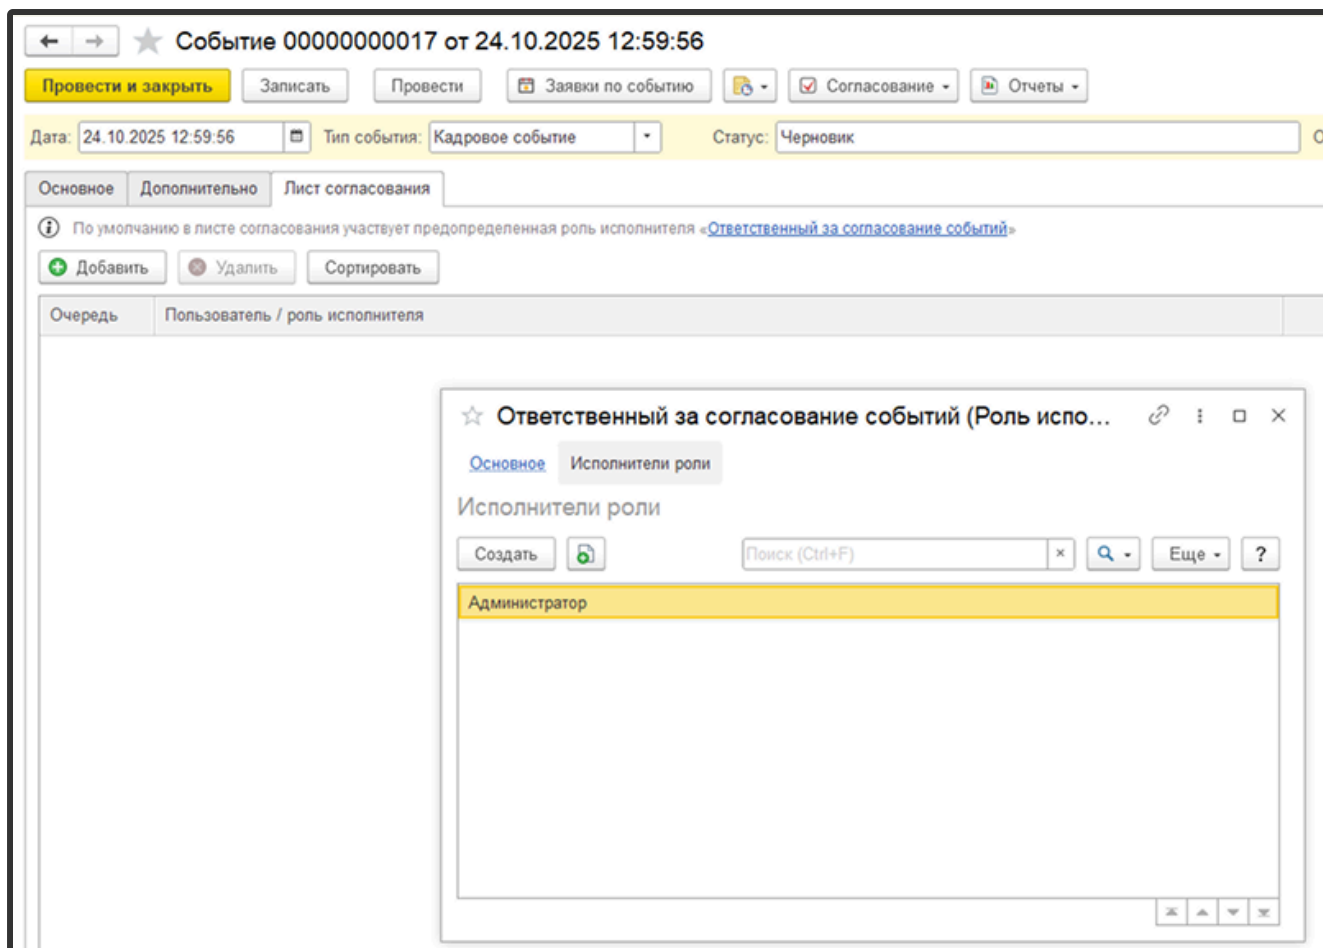 Событие 00000000017 от 24.10.2025 12:59:56
Провести и закрыть Записать Провести Заявки по событию Согласование Отчеты
Дата: 24.10.2025 12:59:56 Тип события: Кадровое событие Статус: Черновик О
Основное Дополнительно Лист согласования
По умолчанию в листе согласования участвует предопределенная роль исполнителя «Ответственный за согласование событий»
Добавить Удалить Сортировать
Очередь Пользователь / роль исполнителя
Ответственный за согласование событий (Роль испо...
Основное Исполнители роли
Исполнители роли
Создать Поиск (Ctrl+F) × Еще ?
Администратор